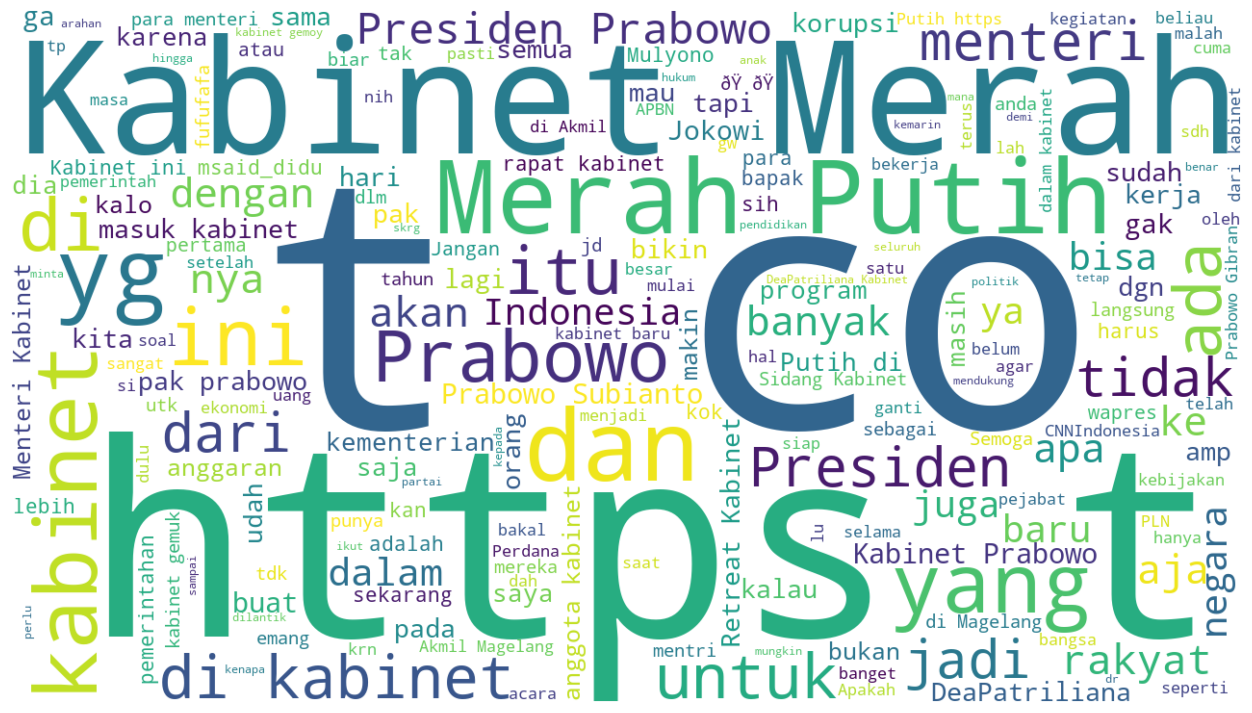 ga
arahan
para menteri
sama
kabinet gemoy
tp
hingga
karena
atau
biar
tak
pasti
Presiden Prabowo
semua
Mulyono
korupsi
Putih https
kegiatan
beliau
malah
cuma
menteri
Kabinet Merah
masa
fufufafa
nih
mau
APBN
hukum
anak
ðŸ ðŸ
tapi
anda
terus
mana
demi
lah
gw
kemarin
sdh
di Akmil
Jokowi
Kabinet ini
msaid_didu
rapat kabinet
para
bapak
bekerja
dalam kabinet
sudah
benar
dari kabinet
dia
pemerintah
dengan
hari
dlm
Merah Putih
kerja
di
kalo
masuk kabinet
pak
skrg
sih
pendidikan
gak
oleh
yg
pertama
setelah
nya
Jangan
jd
bikin
seluruh
bisa
minta
Menteri Kabinet
t co
tahun
lagi
itu
besar
mulai
DeaPatriliana Kabinet
satu
politik
tetap
dgn
langsung
ada
Prabowo Gibran
kita
soal
ini
akan
Indonesia
kabinet baru
makin
program
banyak
masih
ya
harus
sangat
Prabowo
hal
Putih di
belum
agar
si
pak prabowo
uang
Sidang Kabinet
mendukung
tidak
utk
ekonomi
Prabowo Subianto
menjadi
kok
ganti
sebagai
wapres
telah
ke
kabinet
dari
kementerian
orang
dan
siap
Semoga
CNNIndonesia
apa
amp
dulu
anggaran
saja
kepada
partai
Presiden
lebih
https t
udah
punya
kan
bakal
Retreat Kabinet
juga
pejabat
kebijakan
pemerintahan
kabinet gemuk
sampai
ikut
adalah
Perdana
mereka
anggota kabinet
saat
lu
selama
baru
PLN
hanya
negara
tdk
dalam
dah
kalau
Kabinet Prabowo
aja
buat
sekarang
saya
yang
perlu
dilantik
emang
pada
di Magelang
bangsa
krn
Akmil Magelang
mentri
mungkin
bukan
jadi
rakyat
di kabinet
kenapa
acara
untuk
banget
Apakah
DeaPatriliana
dr
seperti